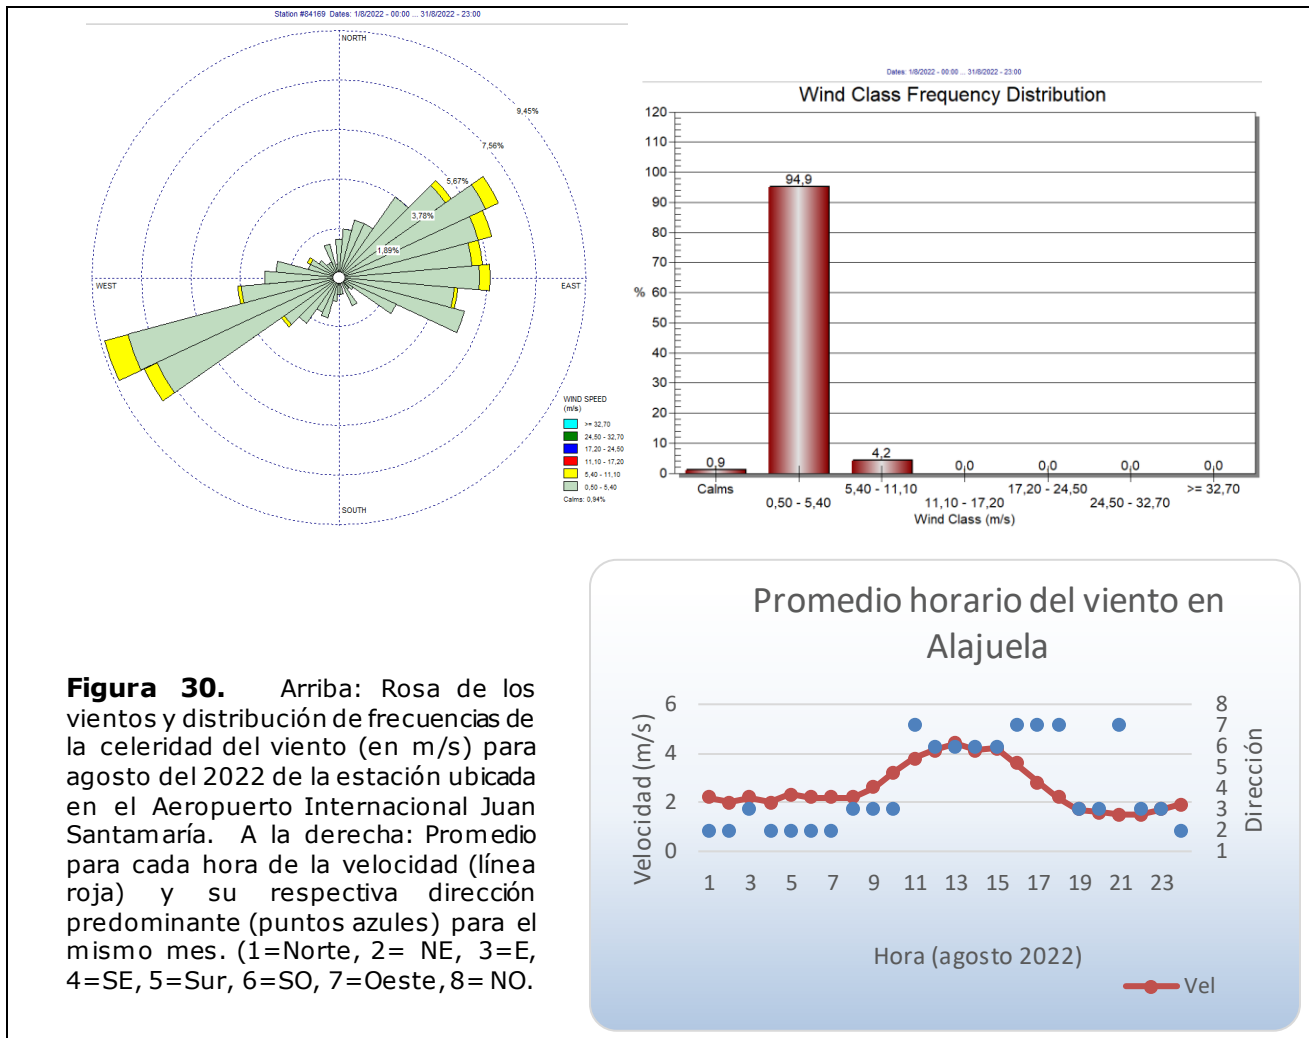 Station #84169 Dates: 1/8/2022 - 00:00 ... 31/8/2022 - 23:00
NORTH
9,45%
7,56%
5,67%
3,78%
1,89%
WEST
EAST
SOUTH
WIND SPEED
(m/s)
>= 32,70
24,50 - 32,70
17,20 - 24,50
11,10 - 17,20
5,40 - 11,10
0,50 - 5,40
Calms: 0,94%
Dates: 1/8/2022 - 00:00 ... 31/8/2022 - 23:00
Wind Class Frequency Distribution
120
110
100
90
80
70
%
60
50
40
30
20
10
0
0,9
94,9
4,2
0,0
0,0
0,0
0,0
Calms
0,50 - 5,40
5,40 - 11,10
11,10 - 17,20
17,20 - 24,50
24,50 - 32,70
>= 32,70
Wind Class (m/s)
Figura 30. Arriba: Rosa de los
vientos y distribución de frecuencias de
la celeridad del viento (en m/s) para
agosto del 2022 de la estación ubicada
en el Aeropuerto Internacional Juan
Santamaría. A la derecha: Promedio
para cada hora de la velocidad (línea
roja) y su respectiva dirección
predominante (puntos azules) para el
mismo mes. (1=Norte, 2= NE, 3=E,
4=SE, 5=Sur, 6=SO, 7=Oeste, 8= NO.
Promedio horario del viento en
Alajuela
Velocidad (m/s)
6
4
2
0
8
7
6
5
4
3
2
1
Dirección
1 3 5 7 9 11 13 15 17 19 21 23
Hora (agosto 2022)
Vel